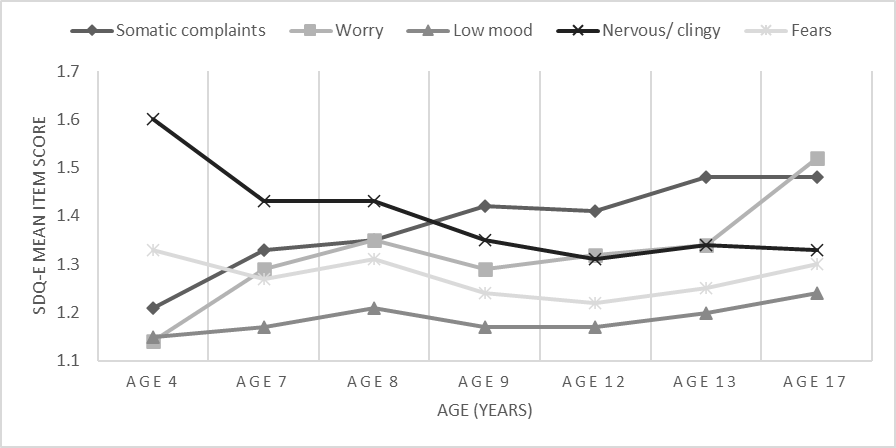 Somatic complaints Worry Low mood Nervous/ clingy Fears
1.7
1.6
1.5
1.4
1.3
1.2
1.1
SDQ-E MEAN ITEM SCORE
AGE 4 AGE 7 AGE 8 AGE 9 AGE 12 AGE 13 AGE 17
AGE (YEARS)